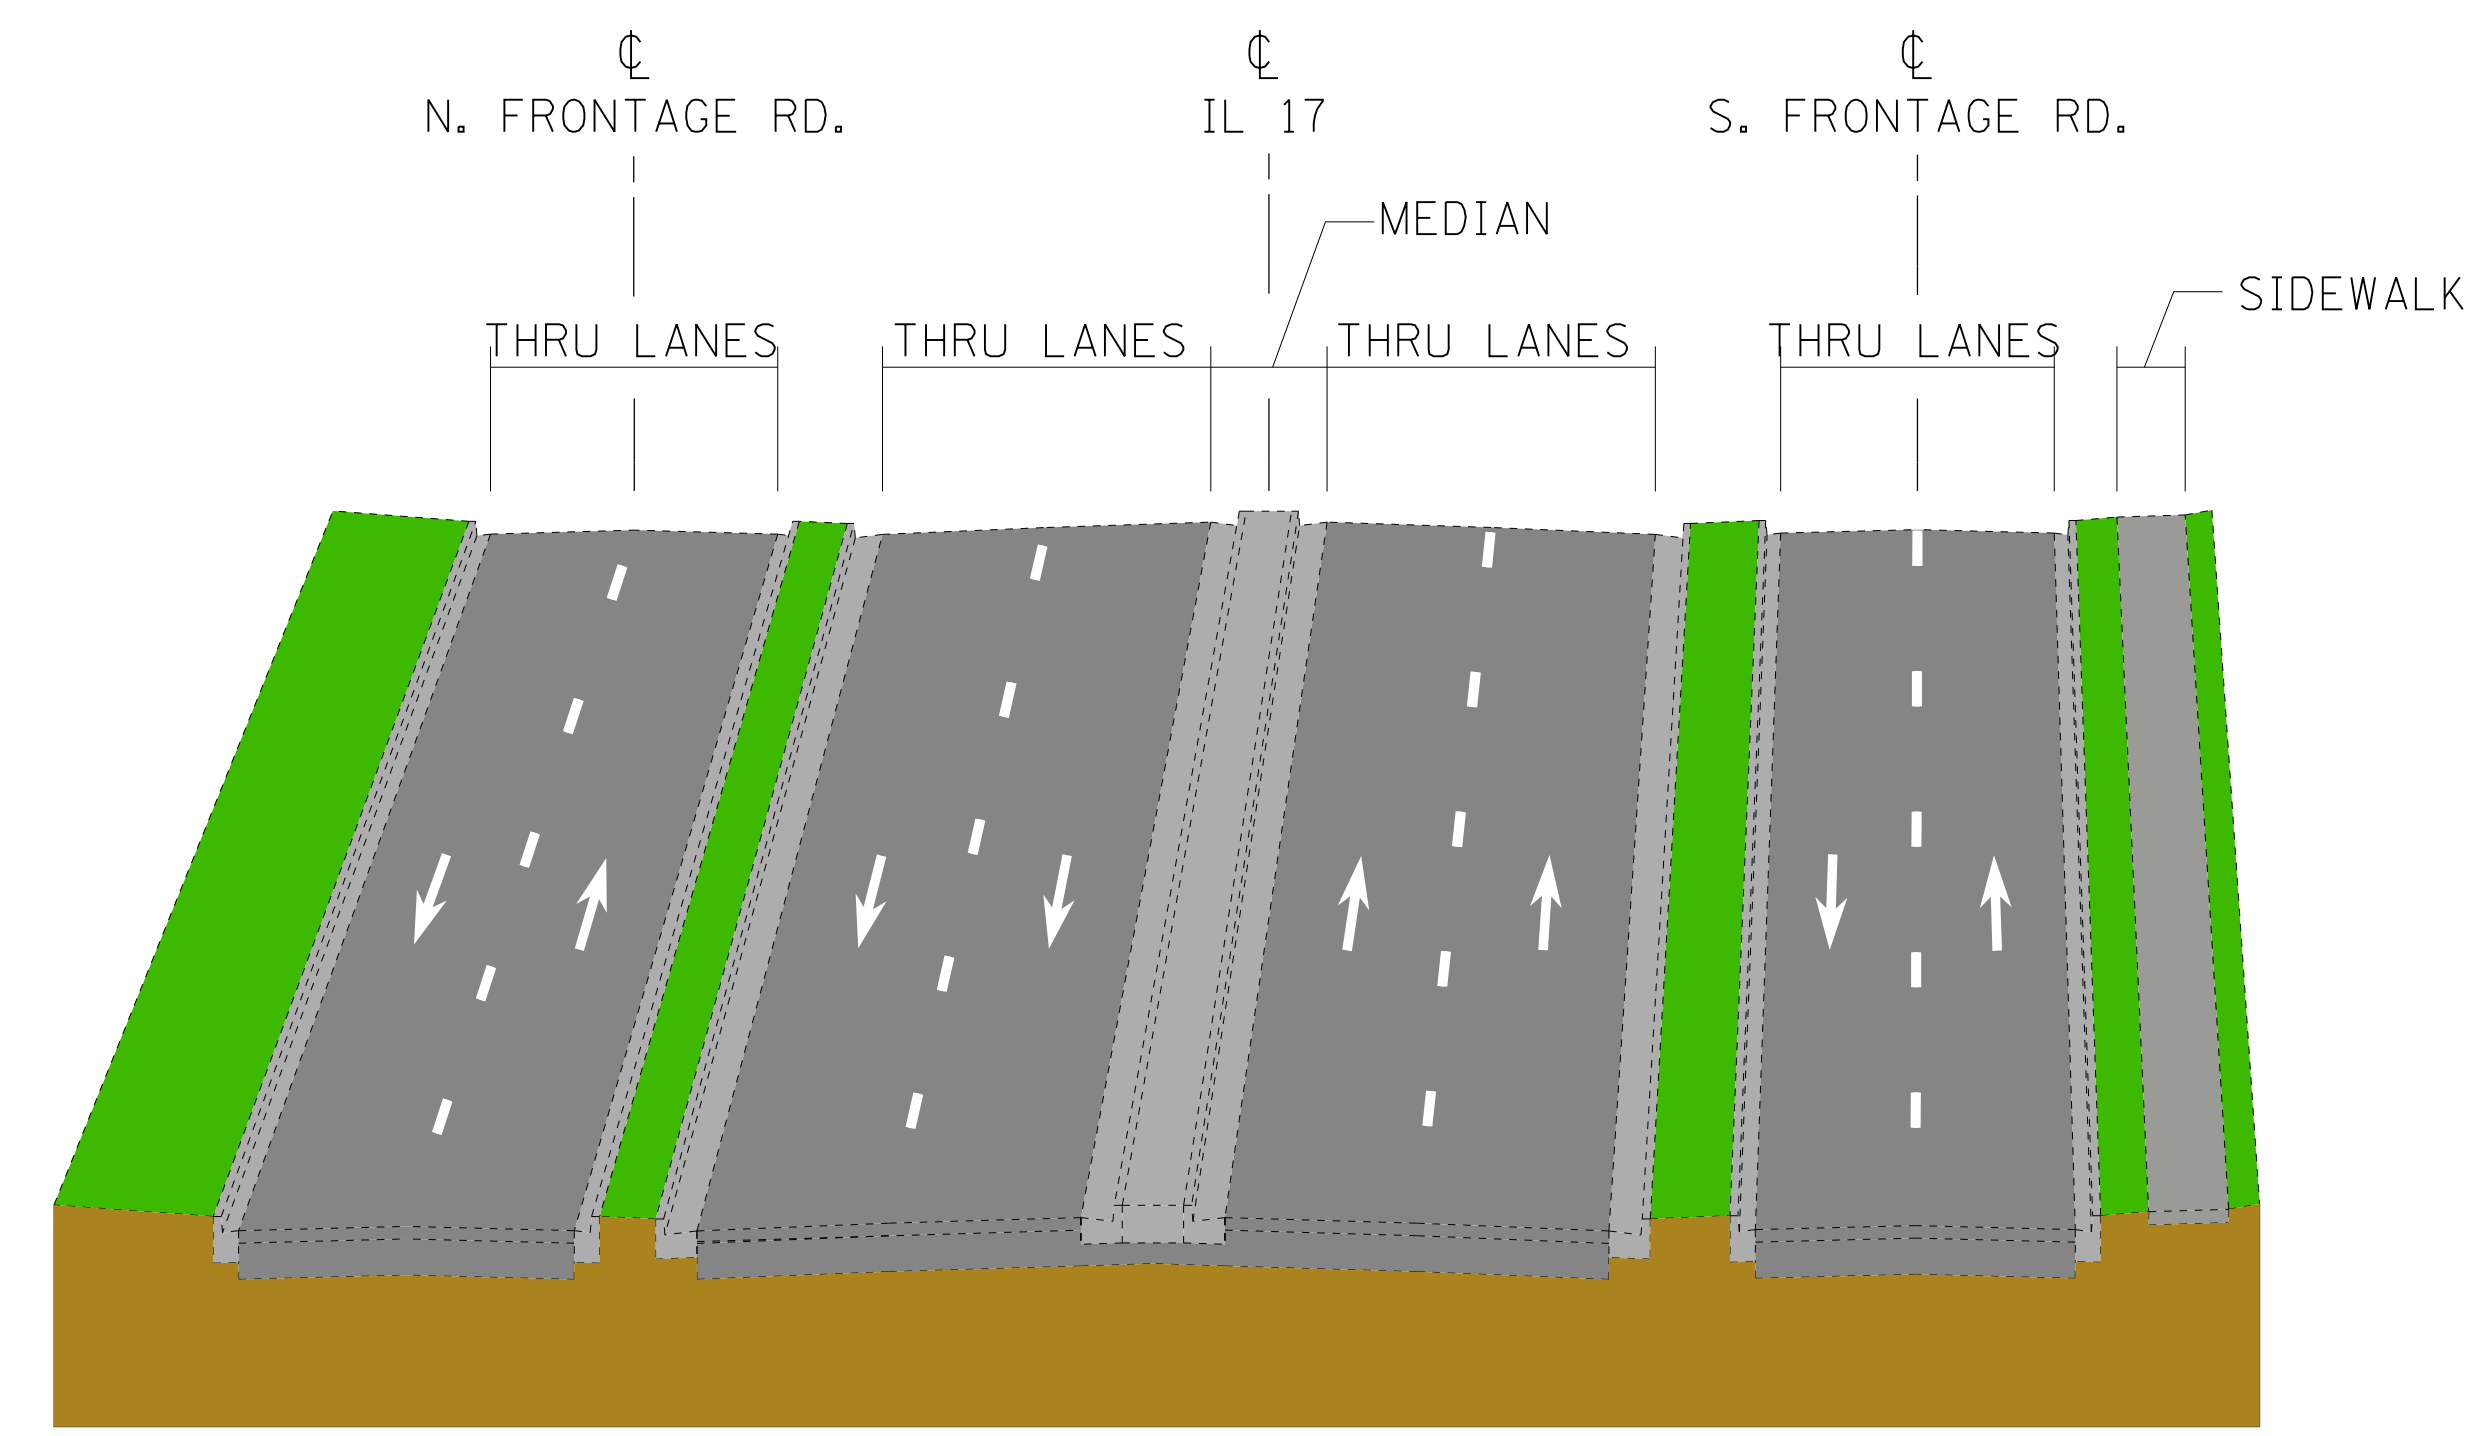 ℄ ℄ ℄
N. FRONTAGE RD. IL 17 S. FRONTAGE RD.
MEDIAN
SIDEWALK
THRU LANES THRU LANES THRU LANES THRU LANES